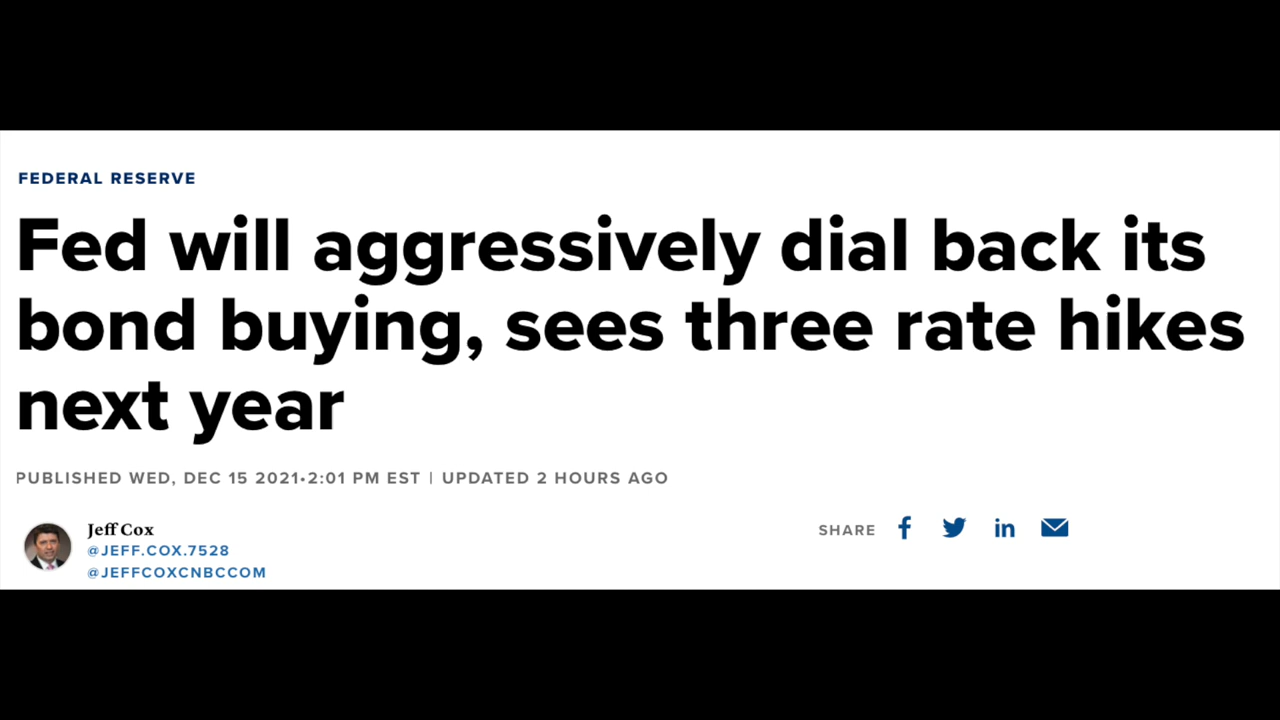 FEDERAL RESERVE
Fed will aggressively dial back its
bond buying, sees three rate hikes
next year
PUBLISHED WED, DEC 15 2021•2:01 PM EST | UPDATED 2 HOURS AGO
Jeff Cox
@JEFF.COX.7528
@JEFFCOXCNBCCOM
SHARE